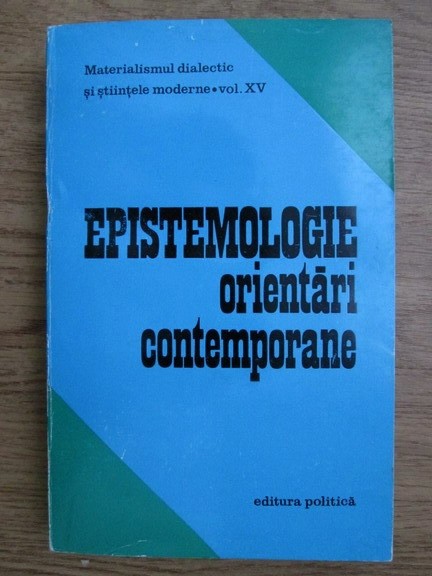 Materialismul dialectic
și științele moderne • vol. XV
EPISTEMOLOGIE
orientări
contemporane
editura politică